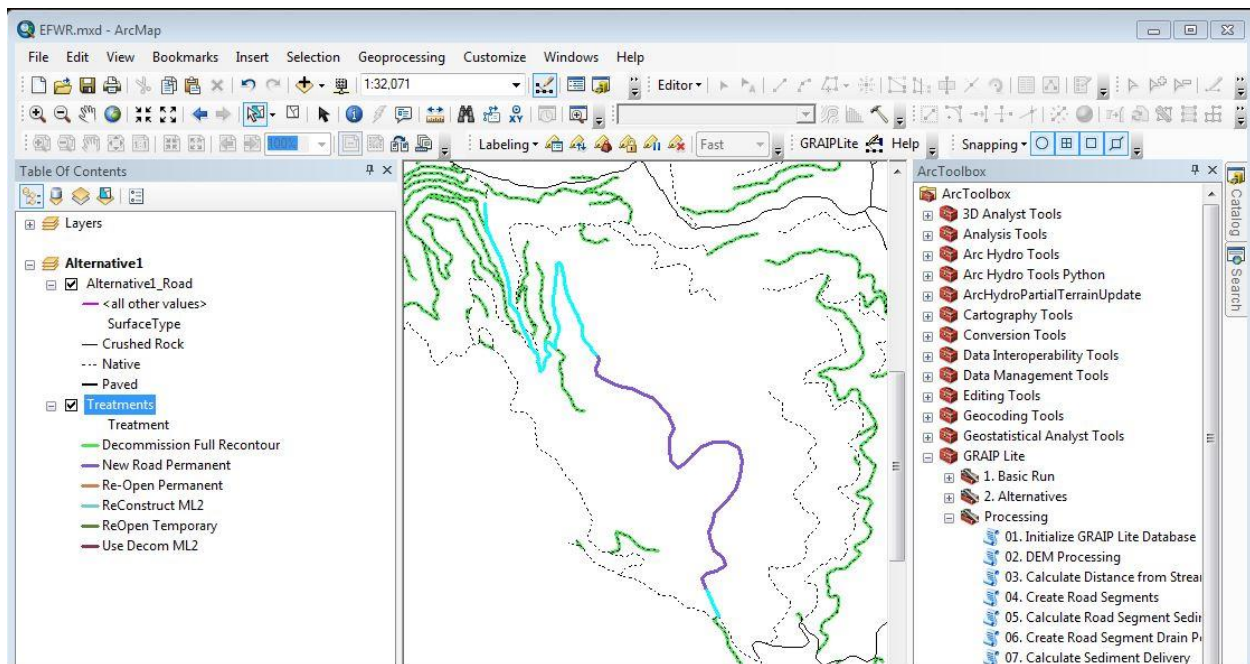 EFWR.mxd - ArcMap
File Edit View Bookmarks Insert Selection Geoprocessing Customize Windows Help
1:32,071
Editor
100%
Labeling
Fast
GRAIPLite
Help
Snapping
Table Of Contents
Layers
Alternative1
Alternative1_Road
<all other values>
SurfaceType
Crushed Rock
Native
Paved
Treatments
Treatment
Decommission Full Recontour
New Road Permanent
Re-Open Permanent
ReConstruct ML2
ReOpen Temporary
Use Decom ML2
ArcToolbox
ArcToolbox
3D Analyst Tools
Analysis Tools
Arc Hydro Tools
Arc Hydro Tools Python
ArcHydroPartialTerrainUpdate
Cartography Tools
Conversion Tools
Data Interoperability Tools
Data Management Tools
Editing Tools
Geocoding Tools
Geostatistical Analyst Tools
GRAIP Lite
1. Basic Run
2. Alternatives
Processing
01. Initialize GRAIP Lite Database
02. DEM Processing
03. Calculate Distance from Strea
04. Create Road Segments
05. Calculate Road Segment Sedir
06. Create Road Segment Drain P
07. Calculate Sediment Delivery
Catalog
Search